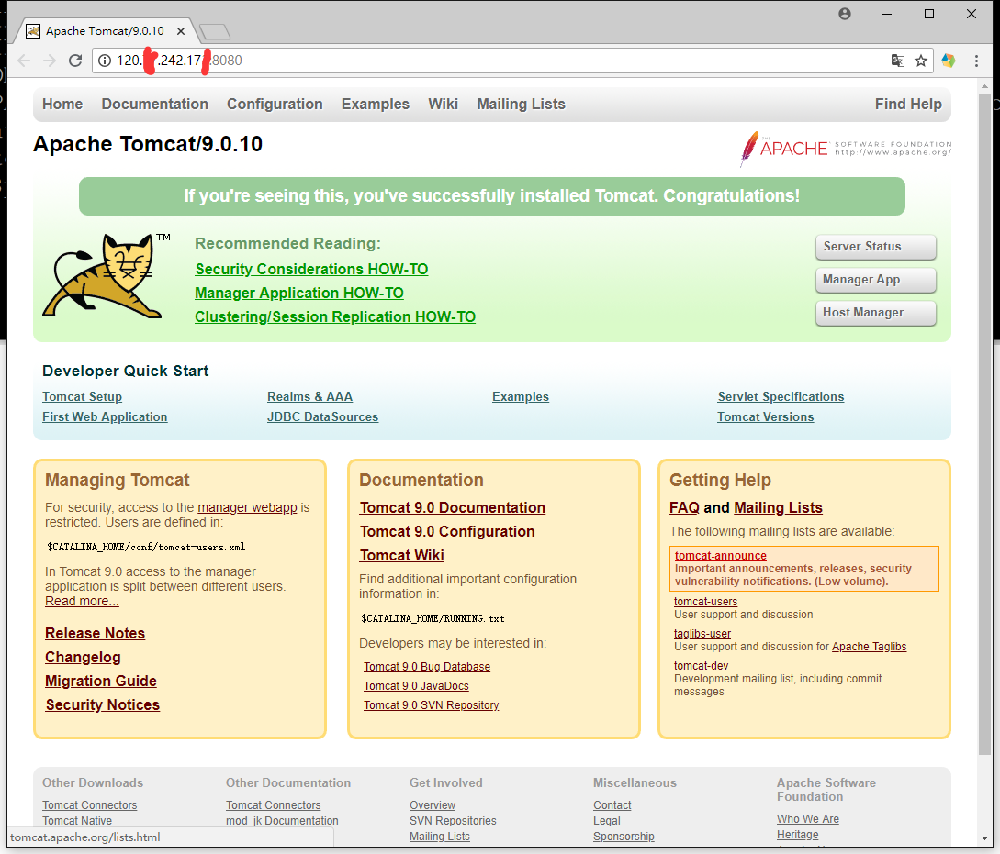 Apache Tomcat/9.0.10
120. .242.17 :8080
Home Documentation Configuration Examples Wiki Mailing Lists Find Help
Apache Tomcat/9.0.10
THE APACHE SOFTWARE FOUNDATION
http://www.apache.org/
If you're seeing this, you've successfully installed Tomcat. Congratulations!
TM
Recommended Reading:
Security Considerations HOW-TO
Manager Application HOW-TO
Clustering/Session Replication HOW-TO
Server Status
Manager App
Host Manager
Developer Quick Start
Tomcat Setup
First Web Application
Realms & AAA
JDBC DataSources
Examples
Servlet Specifications
Tomcat Versions
Managing Tomcat
For security, access to the manager webapp is
restricted. Users are defined in:
$CATALINA_HOME/conf/tomcat-users.xml
In Tomcat 9.0 access to the manager
application is split between different users.
Read more...
Release Notes
Changelog
Migration Guide
Security Notices
Documentation
Tomcat 9.0 Documentation
Tomcat 9.0 Configuration
Tomcat Wiki
Find additional important configuration
information in:
$CATALINA_HOME/RUNNING.txt
Developers may be interested in:
Tomcat 9.0 Bug Database
Tomcat 9.0 JavaDocs
Tomcat 9.0 SVN Repository
Getting Help
FAQ and Mailing Lists
The following mailing lists are available:
tomcat-announce
Important announcements, releases, security
vulnerability notifications. (Low volume).
tomcat-users
User support and discussion
taglibs-user
User support and discussion for Apache Taglibs
tomcat-dev
Development mailing list, including commit
messages
Other Downloads
Tomcat Connectors
Tomcat Native
Other Documentation
Tomcat Connectors
mod_jk Documentation
Get Involved
Overview
SVN Repositories
Mailing Lists
Miscellaneous
Contact
Legal
Sponsorship
Apache Software
Foundation
Who We Are
Heritage
tomcat.apache.org/lists.html